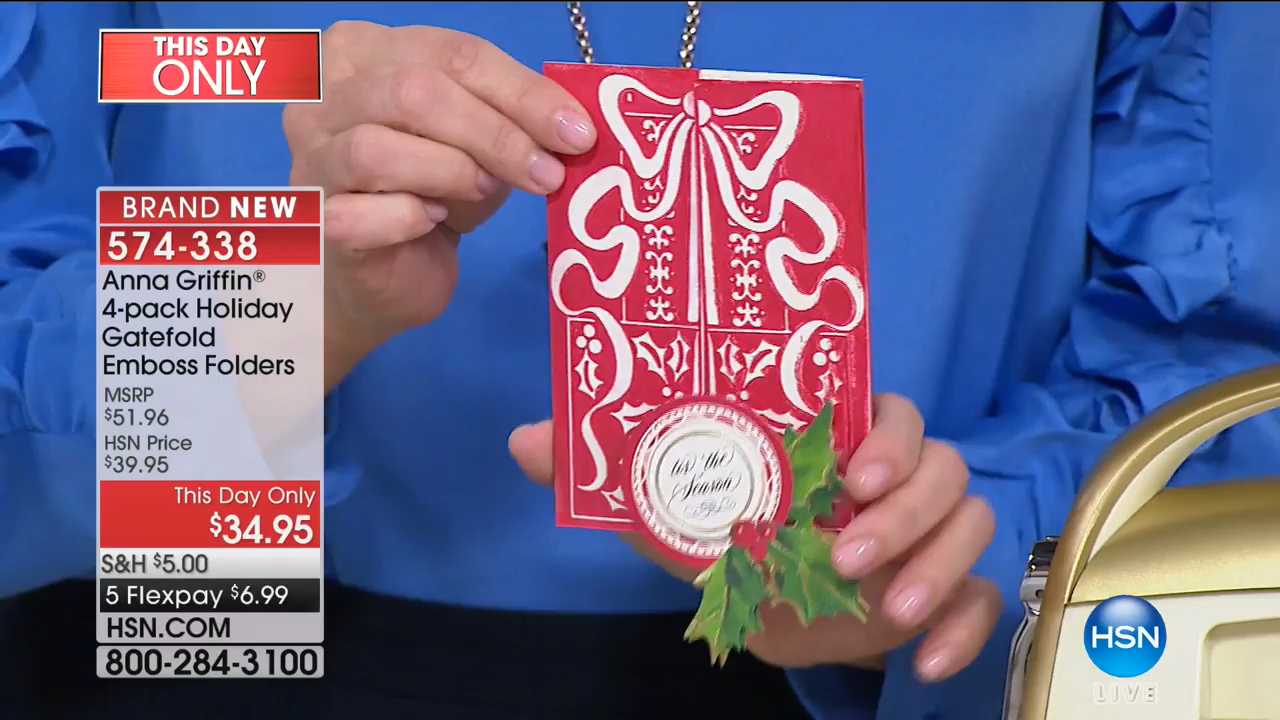 THIS DAY
ONLY
BRAND NEW
574-338
Anna Griffin®
4-pack Holiday
Gatefold
Emboss Folders
MSRP
$51.96
HSN Price
$39.95
This Day Only
$34.95
S&H $5.00
5 Flexpay $6.99
HSN.COM
800-284-3100
'tis the
Season
HSN
LIVE